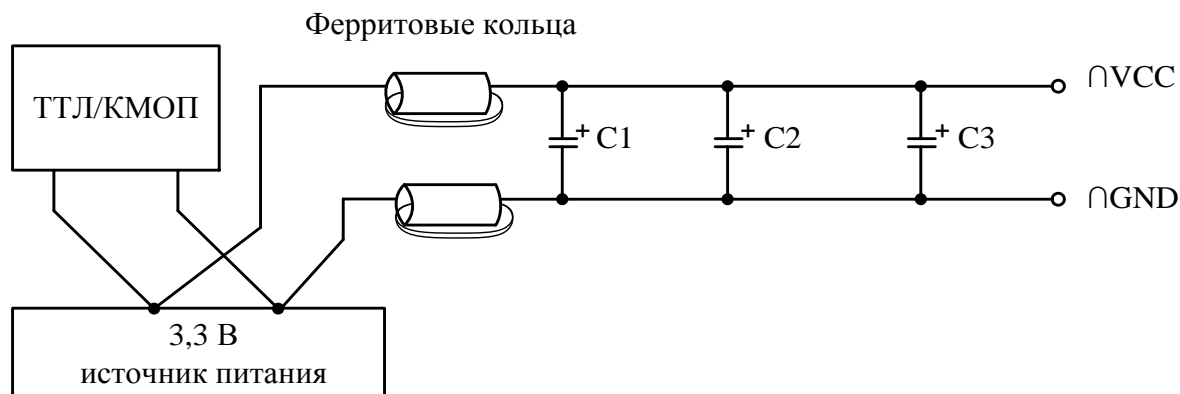 Ферритовые кольца
ТТЛ/КМОП
∩VCC
+ C1
+ C2
+ C3
∩GND
3,3 В
источник питания